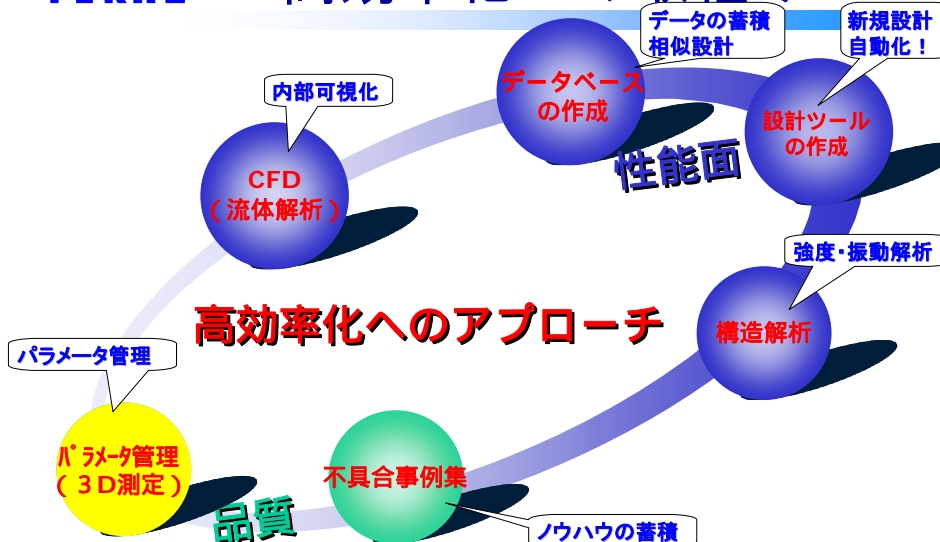 データの蓄積
相似設計
新規設計
自動化！
内部可視化
データベース
の作成
設計ツール
の作成
性能面
CFD
（流体解析）
強度・振動解析
高効率化へのアプローチ
構造解析
パラメータ管理
ﾊﾟﾗﾒｰﾀ管理
（３D測定）
不具合事例集
品質
ノウハウの蓄積